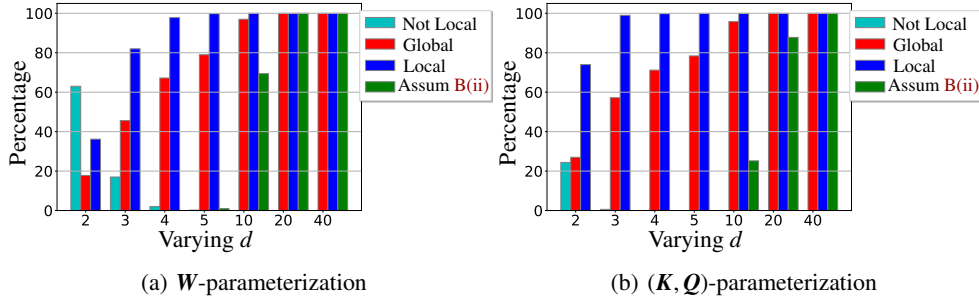 100
80
60
40
20
0
Percentage
2 3 4 5 10 20 40
Varying d
Not Local
Global
Local
Assum B(ii)
(a) W-parameterization
100
80
60
40
20
0
Percentage
2 3 4 5 10 20 40
Varying d
Not Local
Global
Local
Assum B(ii)
(b) (K, Q)-parameterization